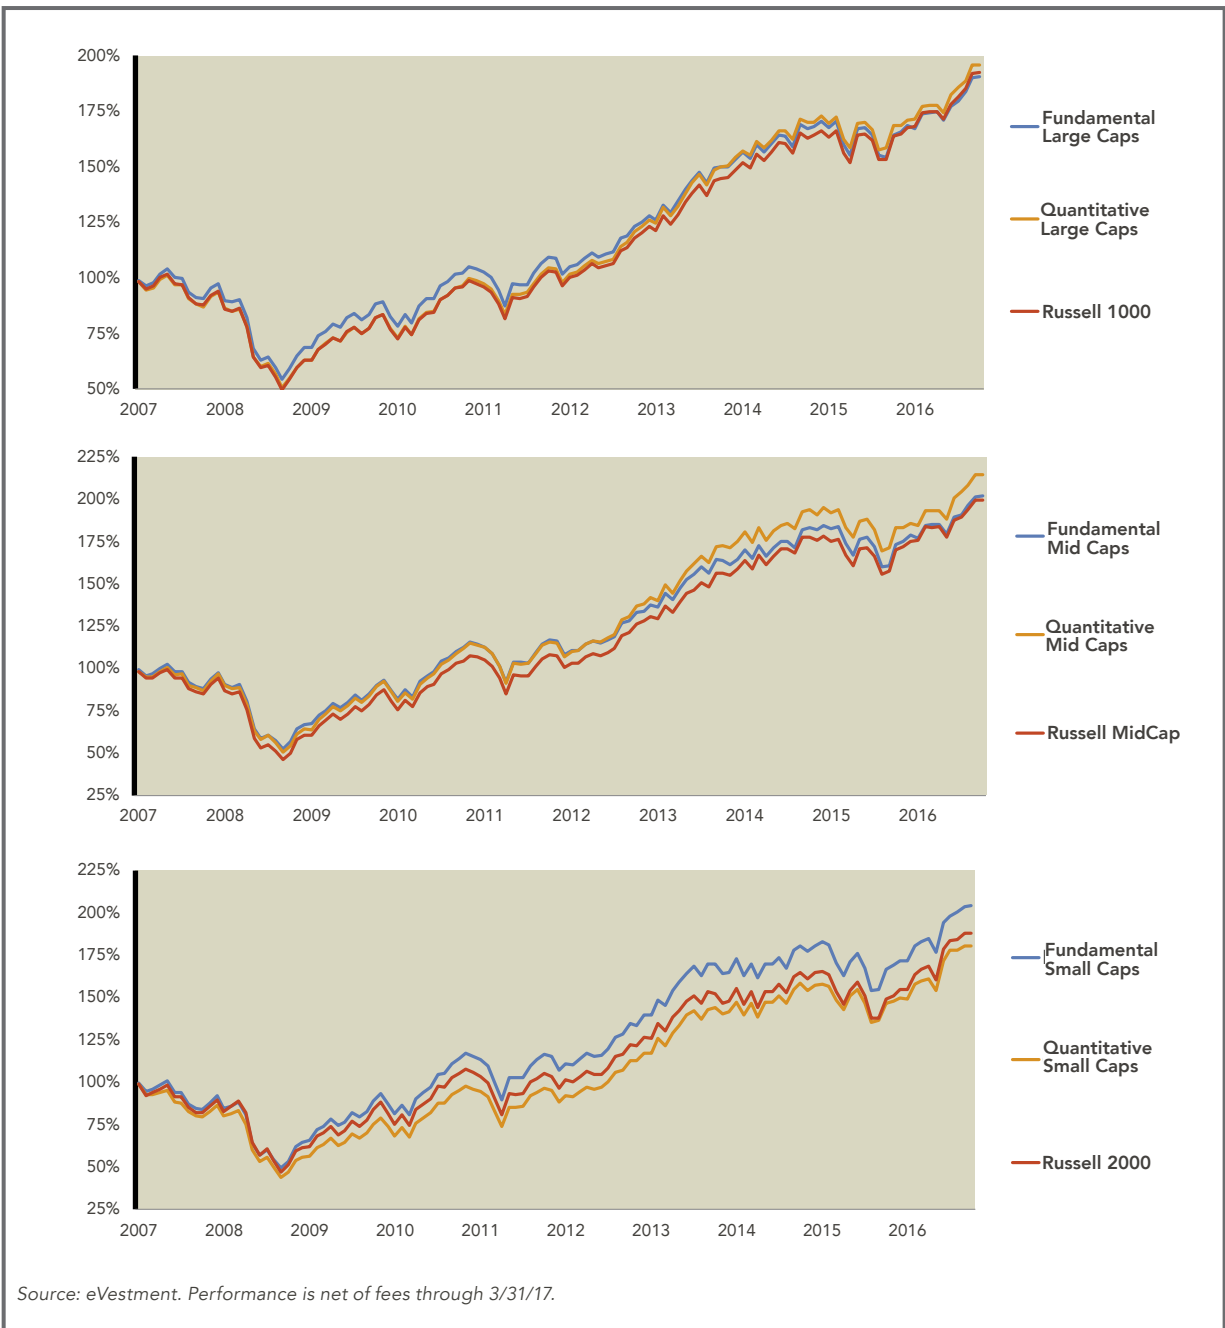 200%
175%
150%
125%
100%
75%
50%
2007 2008 2009 2010 2011 2012 2013 2014 2015 2016
Fundamental
Large Caps
Quantitative
Large Caps
Russell 1000
225%
200%
175%
150%
125%
100%
75%
50%
25%
2007 2008 2009 2010 2011 2012 2013 2014 2015 2016
Fundamental
Mid Caps
Quantitative
Mid Caps
Russell MidCap
225%
200%
175%
150%
125%
100%
75%
50%
25%
2007 2008 2009 2010 2011 2012 2013 2014 2015 2016
Fundamental
Small Caps
Quantitative
Small Caps
Russell 2000
Source: eVestment. Performance is net of fees through 3/31/17.